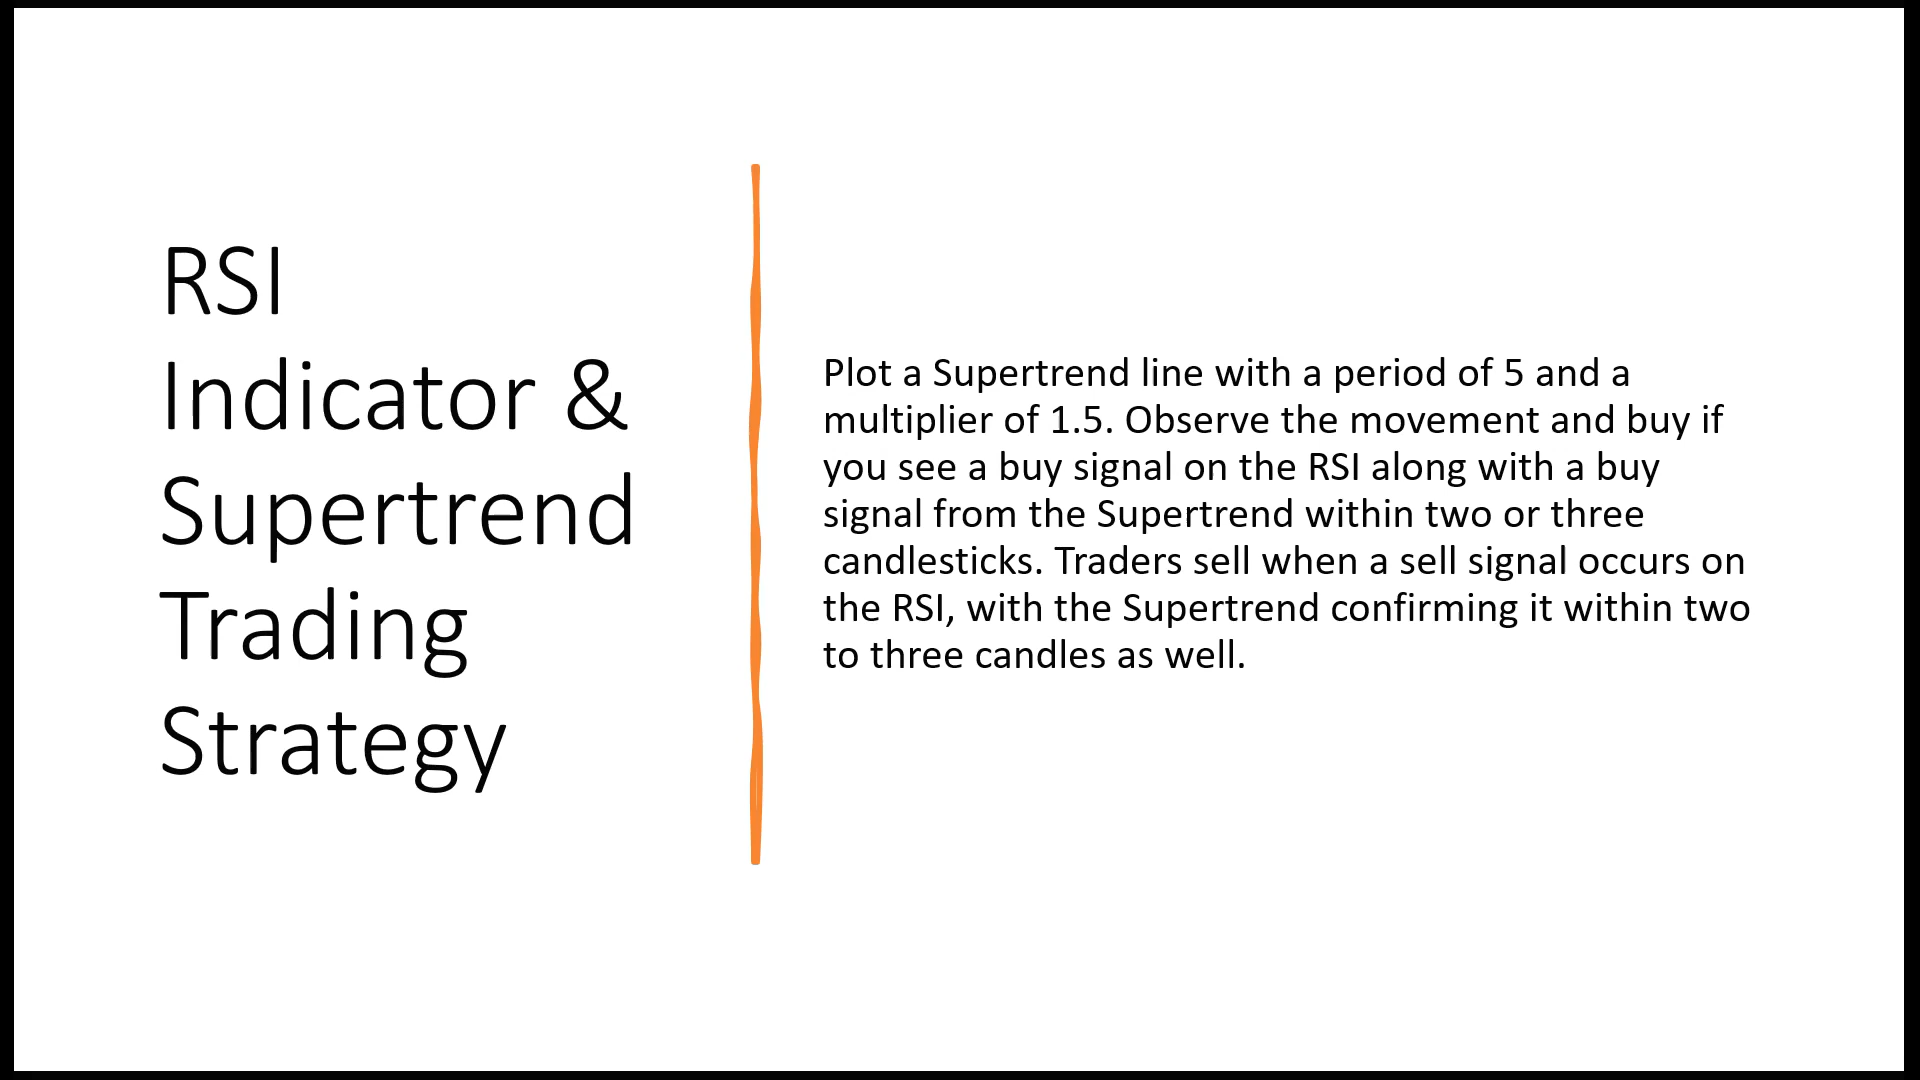 RSI
Indicator &
Supertrend
Trading
Strategy
Plot a Supertrend line with a period of 5 and a
multiplier of 1.5. Observe the movement and buy if
you see a buy signal on the RSI along with a buy
signal from the Supertrend within two or three
candlesticks. Traders sell when a sell signal occurs on
the RSI, with the Supertrend confirming it within two
to three candles as well.